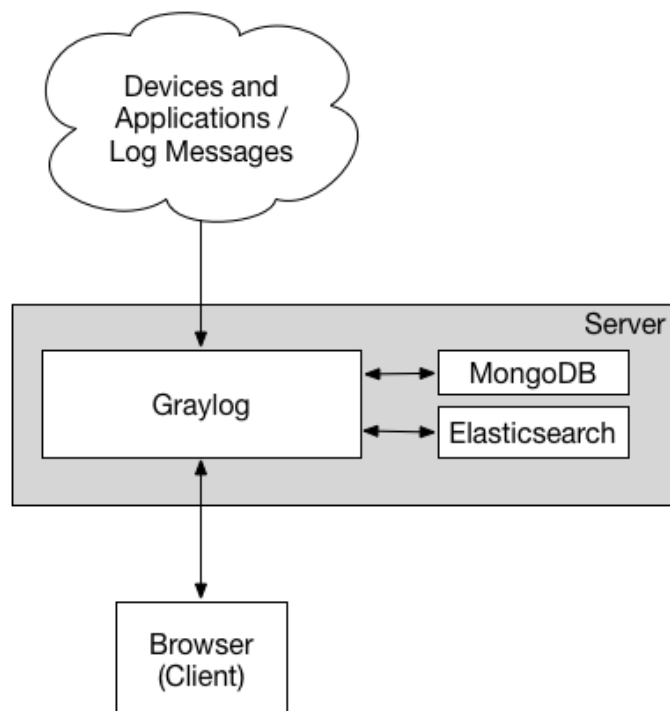 Devices and
Applications /
Log Messages
Server
MongoDB
Graylog
Elasticsearch
Browser
(Client)